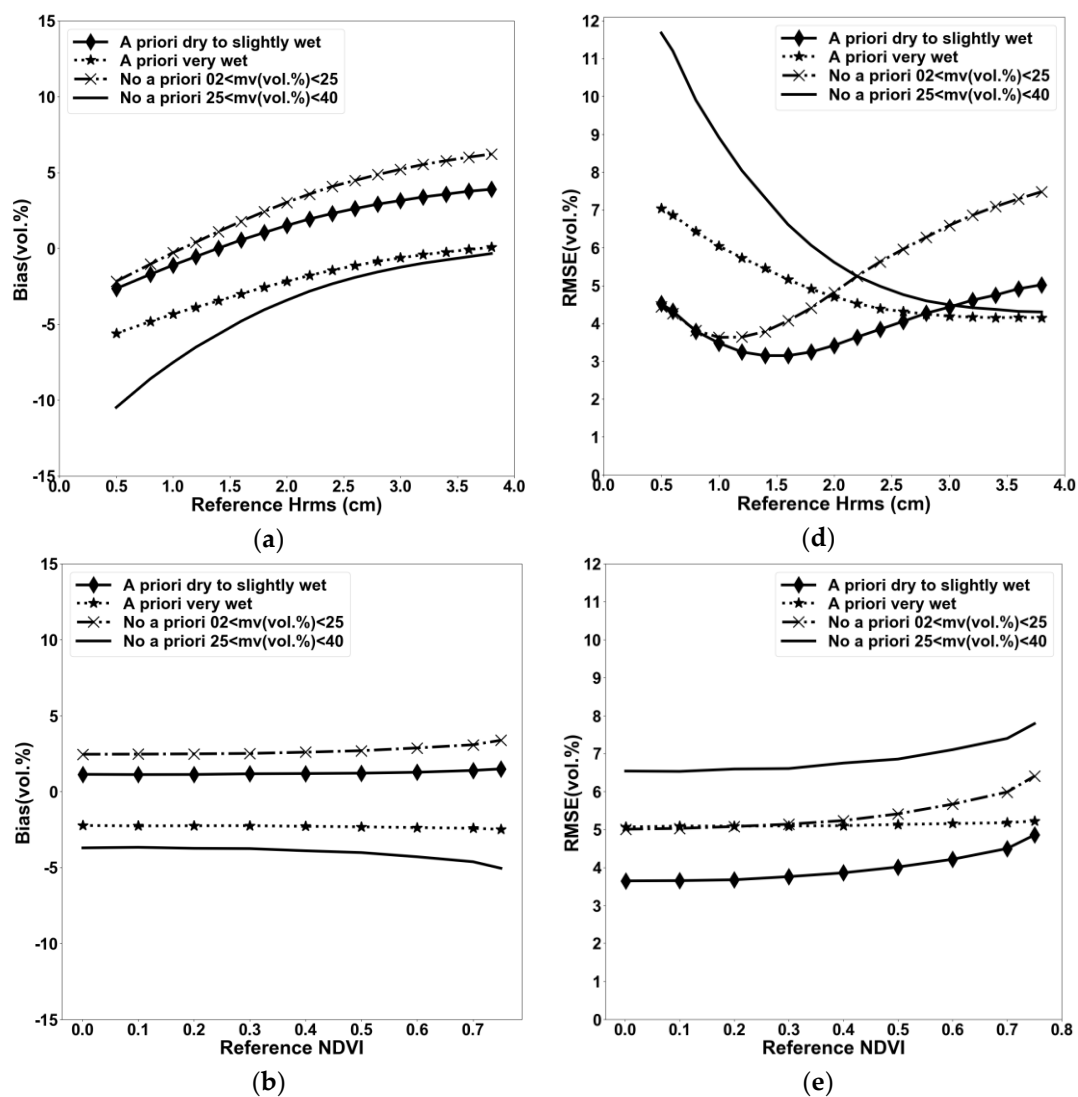 15
10
5
0
-5
-10
-15
Bias(vol.%)
A priori dry to slightly wet
A priori very wet
No a priori 02<mv(vol.%)<25
No a priori 25<mv(vol.%)<40
0.0 0.5 1.0 1.5 2.0 2.5 3.0 3.5 4.0
Reference Hrms (cm)
(a)
12
11
10
9
8
7
6
5
4
3
2
1
0
RMSE(vol.%)
A priori dry to slightly wet
A priori very wet
No a priori 02<mv(vol.%)<25
No a priori 25<mv(vol.%)<40
0.0 0.5 1.0 1.5 2.0 2.5 3.0 3.5 4.0
Reference Hrms (cm)
(d)
15
10
5
0
-5
-10
-15
Bias(vol.%)
A priori dry to slightly wet
A priori very wet
No a priori 02<mv(vol.%)<25
No a priori 25<mv(vol.%)<40
0.0 0.1 0.2 0.3 0.4 0.5 0.6 0.7
Reference NDVI
(b)
12
11
10
9
8
7
6
5
4
3
2
1
0
RMSE(vol.%)
A priori dry to slightly wet
A priori very wet
No a priori 02<mv(vol.%)<25
No a priori 25<mv(vol.%)<40
0.0 0.1 0.2 0.3 0.4 0.5 0.6 0.7 0.8
Reference NDVI
(e)